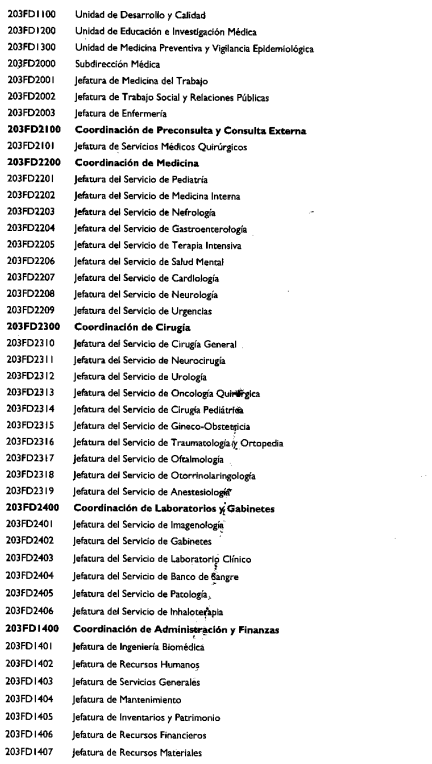 203FD1100 Unidad de Desarrollo y Calidad
203FD1200 Unidad de Educación e Investigación Médica
203FD1300 Unidad de Medicina Preventiva y Vigilancia Epidemiológica
203FD2000 Subdirección Médica
203FD2001 Jefatura de Medicina del Trabajo
203FD2002 Jefatura de Trabajo Social y Relaciones Públicas
203FD2003 Jefatura de Enfermería
203FD2100 Coordinación de Preconsulta y Consulta Externa
203FD2101 Jefatura de Servicios Médicos Quirúrgicos
203FD2200 Coordinación de Medicina
203FD2201 Jefatura del Servicio de Pediatría
203FD2202 Jefatura del Servicio de Medicina Interna
203FD2203 Jefatura del Servicio de Nefrología
203FD2204 Jefatura del Servicio de Gastroenterología
203FD2205 Jefatura del Servicio de Terapia Intensiva
203FD2206 Jefatura del Servicio de Salud Mental
203FD2207 Jefatura del Servicio de Cardiología
203FD2208 Jefatura del Servicio de Neurología
203FD2209 Jefatura del Servicio de Urgencias
203FD2300 Coordinación de Cirugía
203FD2310 Jefatura del Servicio de Cirugía General
203FD2311 Jefatura del Servicio de Neurocirugía
203FD2312 Jefatura del Servicio de Urología
203FD2313 Jefatura del Servicio de Oncología Quirúrgica
203FD2314 Jefatura del Servicio de Cirugía Pediátrica
203FD2315 Jefatura del Servicio de Gineco-Obstetricia
203FD2316 Jefatura del Servicio de Traumatología y Ortopedia
203FD2317 Jefatura del Servicio de Oftalmología
203FD2318 Jefatura del Servicio de Otorrinolaringología
203FD2319 Jefatura del Servicio de Anestesiología
203FD2400 Coordinación de Laboratorios y Gabinetes
203FD2401 Jefatura del Servicio de Imagenología
203FD2402 Jefatura del Servicio de Gabinetes
203FD2403 Jefatura del Servicio de Laboratorio Clínico
203FD2404 Jefatura del Servicio de Banco de Sangre
203FD2405 Jefatura del Servicio de Patología
203FD2406 Jefatura del Servicio de Inhaloterapia
203FD1400 Coordinación de Administración y Finanzas
203FD1401 Jefatura de Ingeniería Biomédica
203FD1402 Jefatura de Recursos Humanos
203FD1403 Jefatura de Servicios Generales
203FD1404 Jefatura de Mantenimiento
203FD1405 Jefatura de Inventarios y Patrimonio
203FD1406 Jefatura de Recursos Financieros
203FD1407 Jefatura de Recursos Materiales